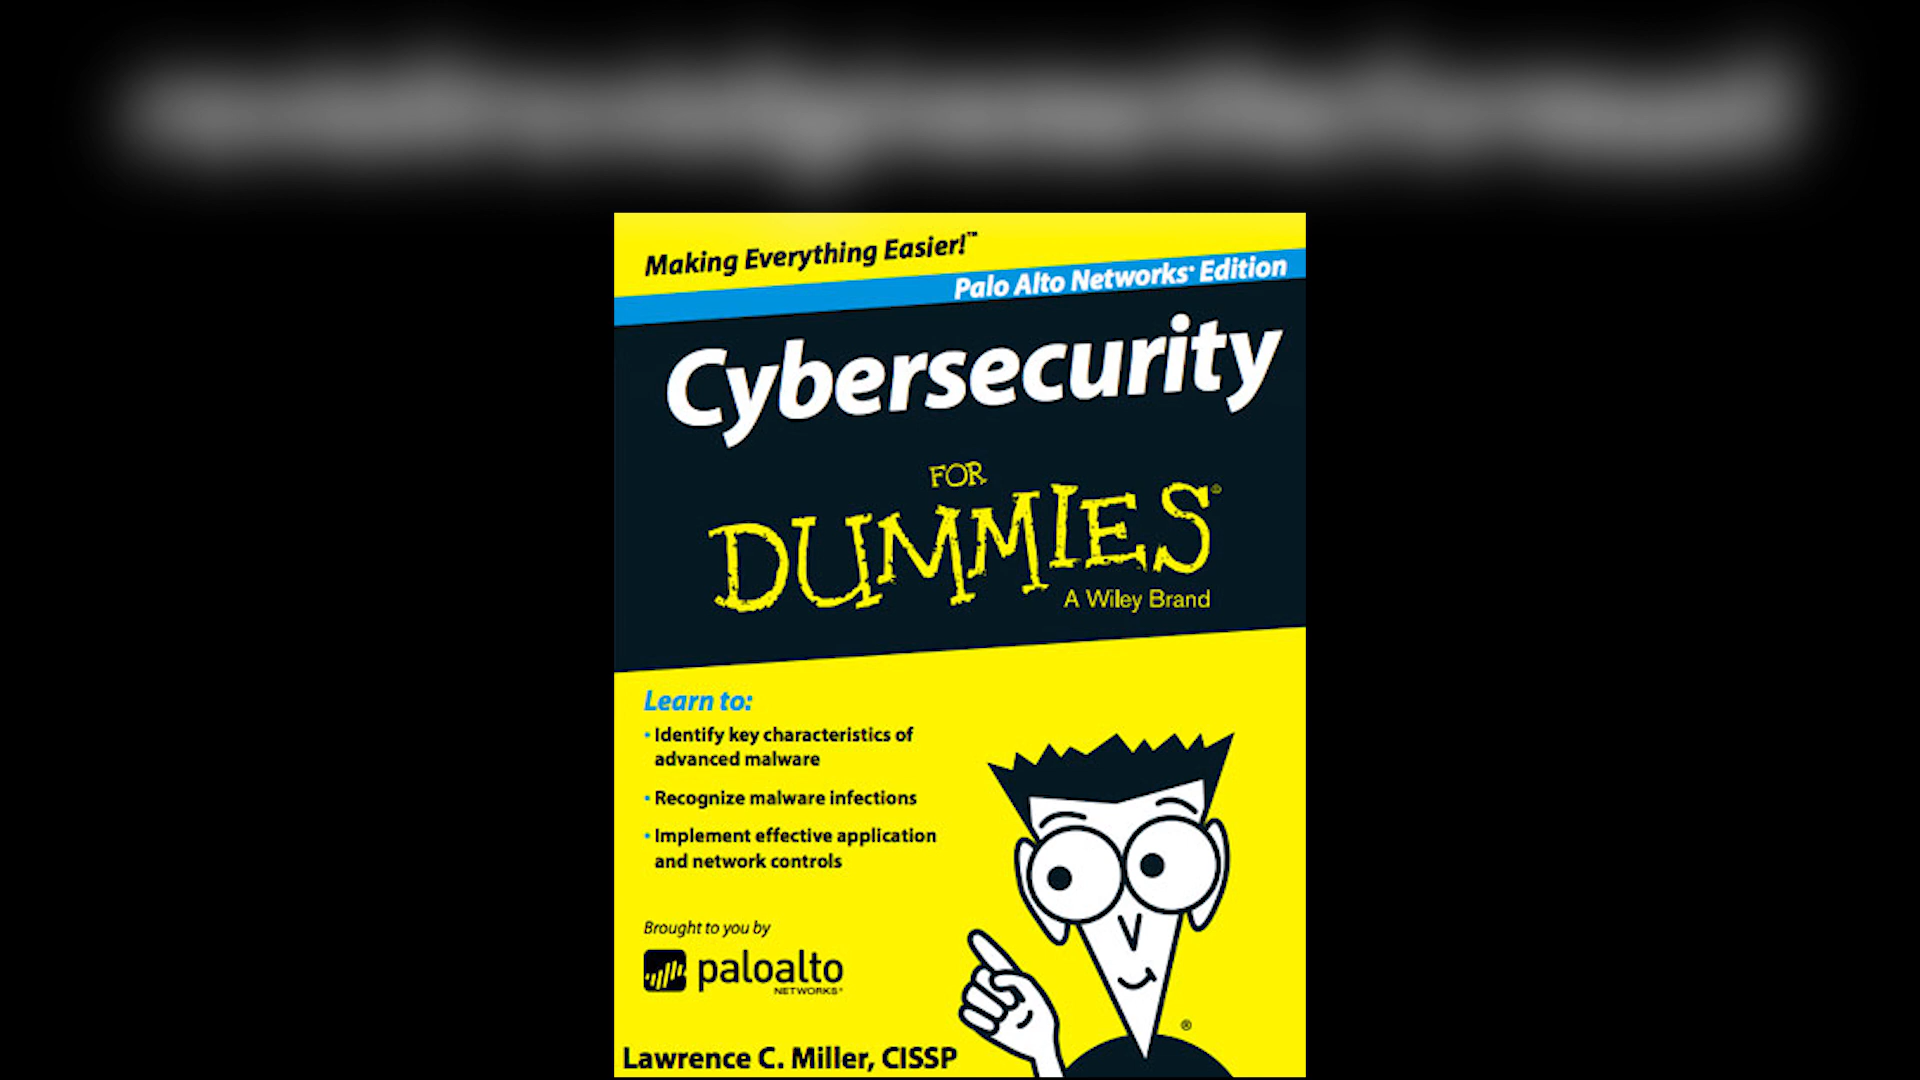 Making Everything Easier!™
Palo Alto Networks® Edition
Cybersecurity
FOR
DUMMIES®
A Wiley Brand
Learn to:
• Identify key characteristics of
advanced malware
• Recognize malware infections
• Implement effective application
and network controls
Brought to you by
paloalto
NETWORKS®
®
Lawrence C. Miller, CISSP